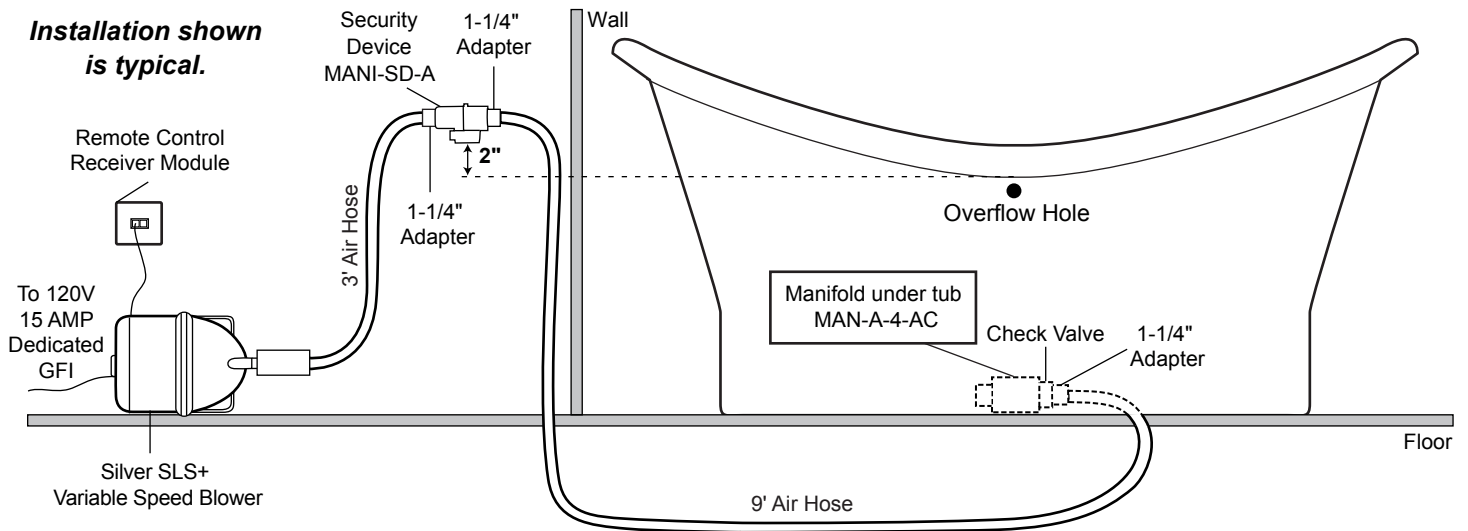 Installation shown
is typical.
Security
Device
MANI-SD-A
1-1/4"
Adapter
Wall
Remote Control
Receiver Module
2"
1-1/4"
Adapter
3' Air Hose
Overflow Hole
To 120V
15 AMP
Dedicated
GFI
Manifold under tub
MAN-A-4-AC
Check Valve
1-1/4"
Adapter
Floor
Silver SLS+
Variable Speed Blower
9' Air Hose